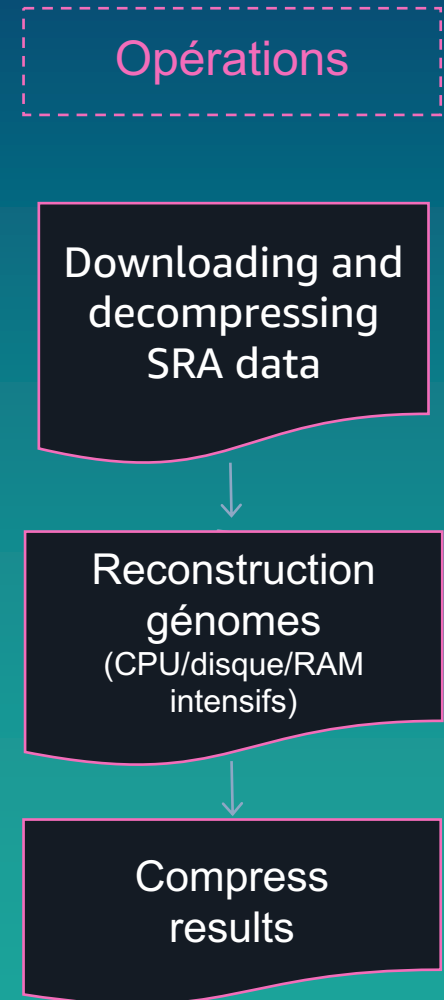 Opérations
Downloading and
decompressing
SRA data
Reconstruction
génomes
(CPU/disque/RAM
intensifs)
Compress
results